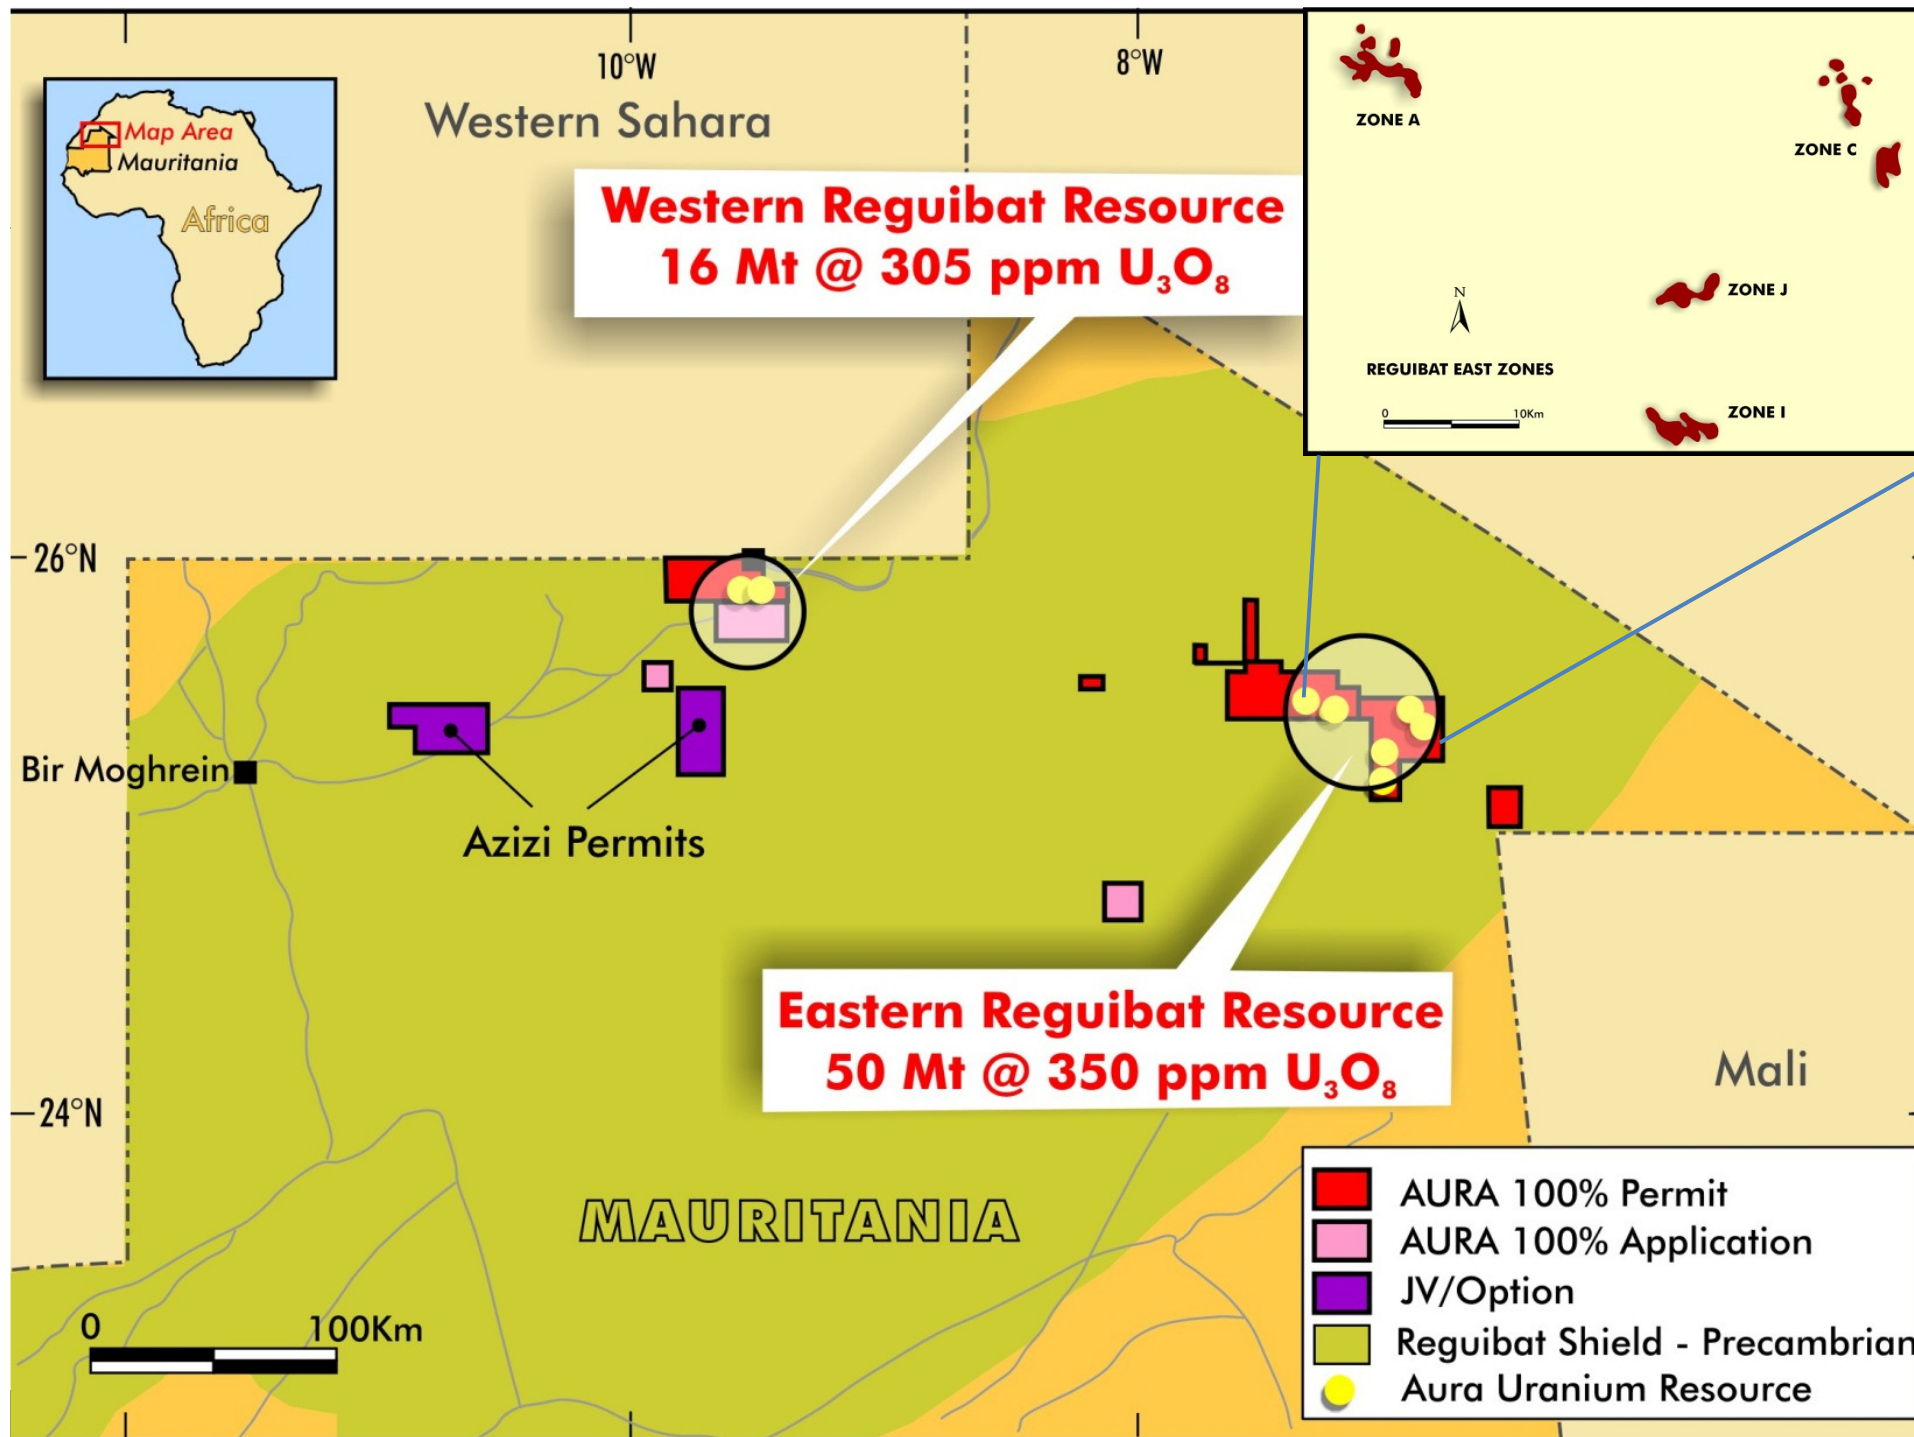 10°W
8°W
Western Sahara
Map Area
Mauritania
Africa
Western Reguibat Resource
16 Mt @ 305 ppm U₃O₈
ZONE A
ZONE C
ZONE J
N
REGUIBAT EAST ZONES
0 10Km
ZONE I
26°N
Bir Moghrein
Azizi Permits
Eastern Reguibat Resource
50 Mt @ 350 ppm U₃O₈
Mali
24°N
MAURITANIA
0 100Km
AURA 100% Permit
AURA 100% Application
JV/Option
Reguibat Shield - Precambrian
Aura Uranium Resource